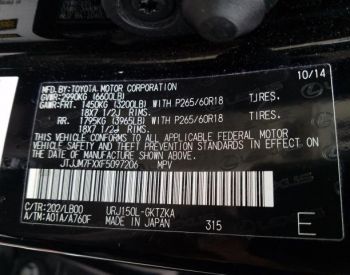 MFD. BY: TOYOTA MOTOR CORPORATION 10/14
GVWR: 2990KG (6600LB)
GAWR: FRT. 1450KG (3200LB) WITH P265/60R18 TIRES,
18X7 1/2J RIMS,
RR. 1795KG (3965LB) WITH P265/60R18 TIRES,
18X7 1/2J RIMS,
THIS VEHICLE CONFORMS TO ALL APPLICABLE FEDERAL MOTOR
VEHICLE SAFETY AND THEFT PREVENTION STANDARDS IN
EFFECT ON THE DATE OF MANUFACTURE SHOWN ABOVE.
JTJJM7FXXF5097206 MPV
C/TR: 202/LB00 URJ150L-GKTZKA
A/TM: A01A/A760F MADE IN JAPAN 315 E